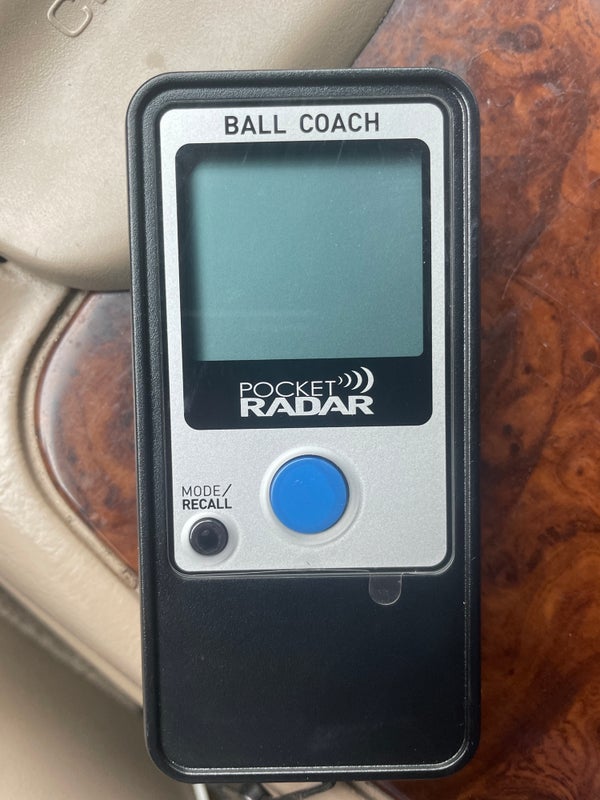 BALL COACH
POCKET
RADAR
MODE/
RECALL